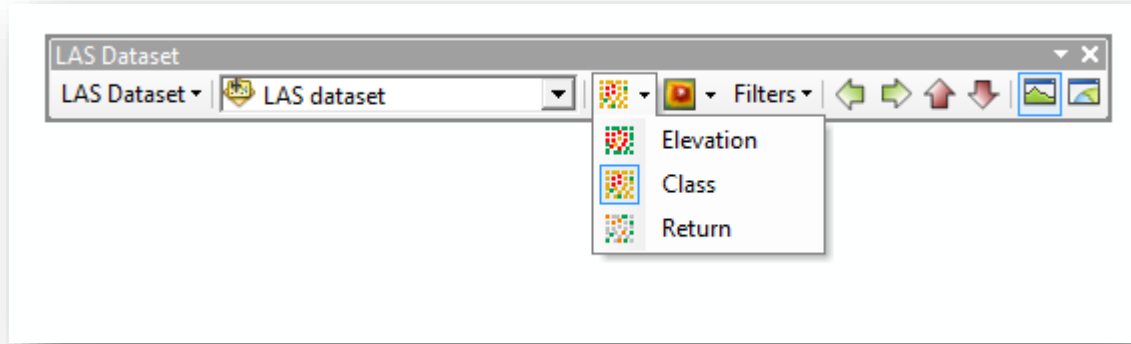 LAS Dataset
LAS Dataset LAS dataset Filters
Elevation
Class
Return